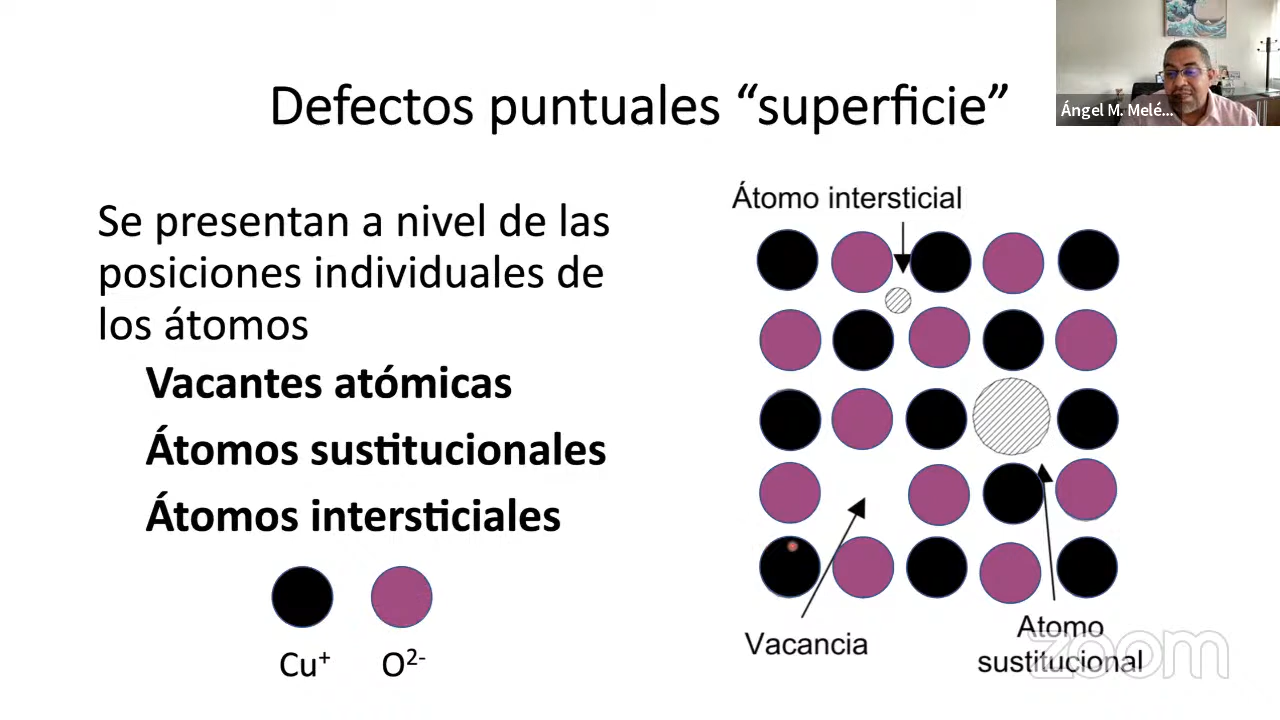 Defectos puntuales “superficie”
Ángel M. Melé...
Se presentan a nivel de las
posiciones individuales de
los átomos
Vacantes atómicas
Átomos sustitucionales
Átomos intersticiales
Cu⁺
O²⁻
Átomo intersticial
Vacancia
Atomo
sustitucional
zoom